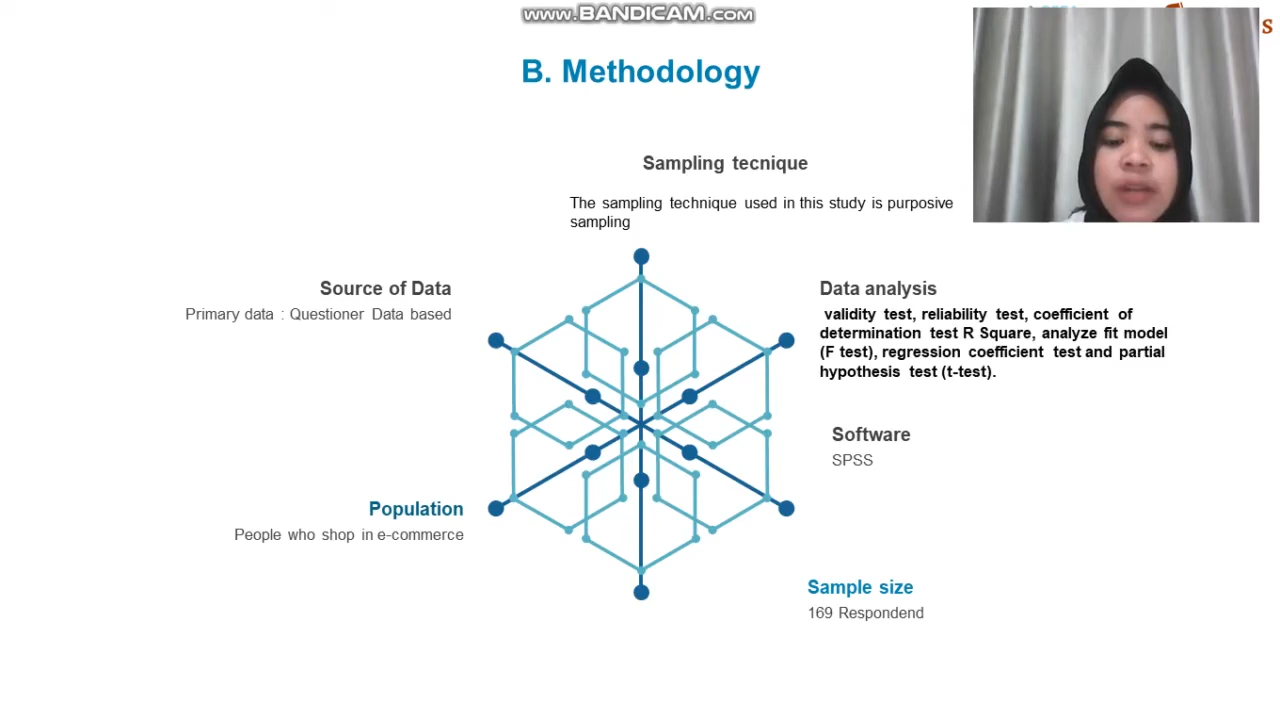 www.BANDICAM.com
s
B. Methodology
Sampling tecnique
The sampling technique used in this study is purposive
sampling
Source of Data
Primary data : Questioner Data based
Data analysis
validity test, reliability test, coefficient of
determination test R Square, analyze fit model
(F test), regression coefficient test and partial
hypothesis test (t-test).
Software
SPSS
Population
People who shop in e-commerce
Sample size
169 Respondend